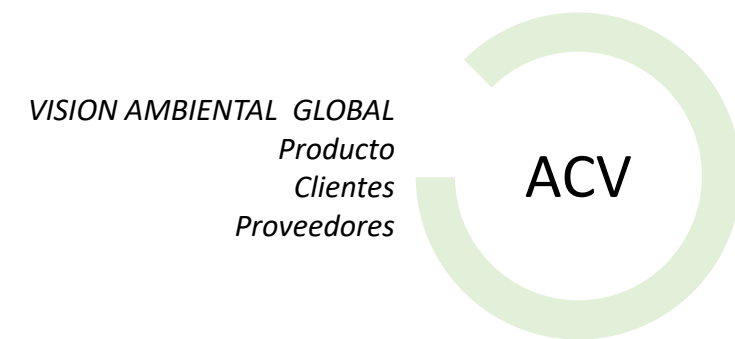 VISION AMBIENTAL  GLOBAL
Producto
Clientes
Proveedores
ACV